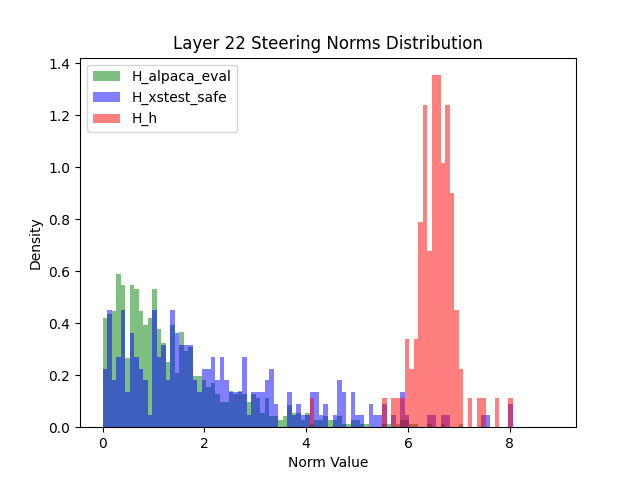 Layer 22 Steering Norms Distribution
H_alpaca_eval
H_xstest_safe
H_h
1.4
1.2
1.0
0.8
0.6
0.4
0.2
0.0
Density
0 2 4 6 8
Norm Value